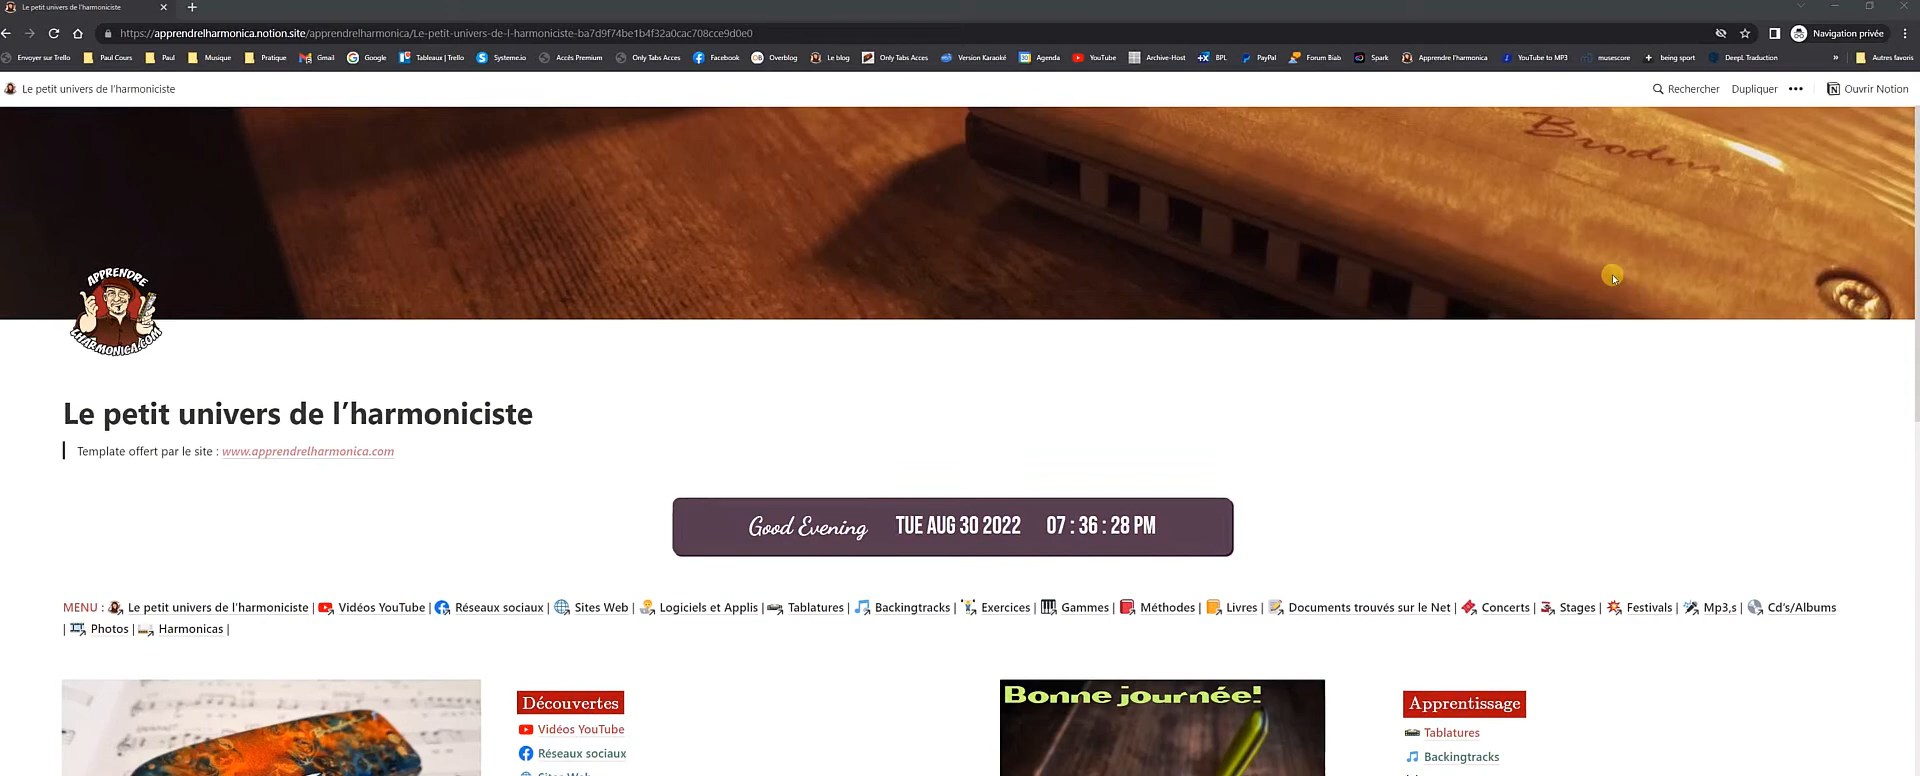 Le petit univers de l'harmoniciste
https://apprendrelharmonica.notion.site/apprendrelharmonica/Le-petit-univers-de-l-harmoniciste-ba7d9f74be1b4f32a0cac708cce9d0e0
Navigation privée
Envoyer sur Trello Paul Cours Paul Musique Pratique Gmail Google Tableaux | Trello Systeme.io Accès Premium Only Tabs Acces Facebook Overblog Le blog Only Tabs Acces Version Karaoké Agenda YouTube Archive-Host BPL PayPal Forum Biab Spark Apprendre l'harmonica YouTube to MP3 musescore being sport DeepL Traduction » Autres favoris
Le petit univers de l'harmoniciste Rechercher Dupliquer ••• Ouvrir Notion
APPRENDRE
LHARMONICA.COM
Le petit univers de l'harmoniciste
Template offert par le site : www.apprendrelharmonica.com
Good Evening TUE AUG 30 2022 07 : 36 : 28 PM
MENU : Le petit univers de l'harmoniciste | Vidéos YouTube | Réseaux sociaux | Sites Web | Logiciels et Applis | Tablatures | Backingtracks | Exercices | Gammes | Méthodes | Livres | Documents trouvés sur le Net | Concerts | Stages | Festivals | Mp3,s | Cd's/Albums
| Photos | Harmonicas |
Découvertes
Vidéos YouTube
Réseaux sociaux
Sites Web
Bonne journée!
Apprentissage
Tablatures
Backingtracks